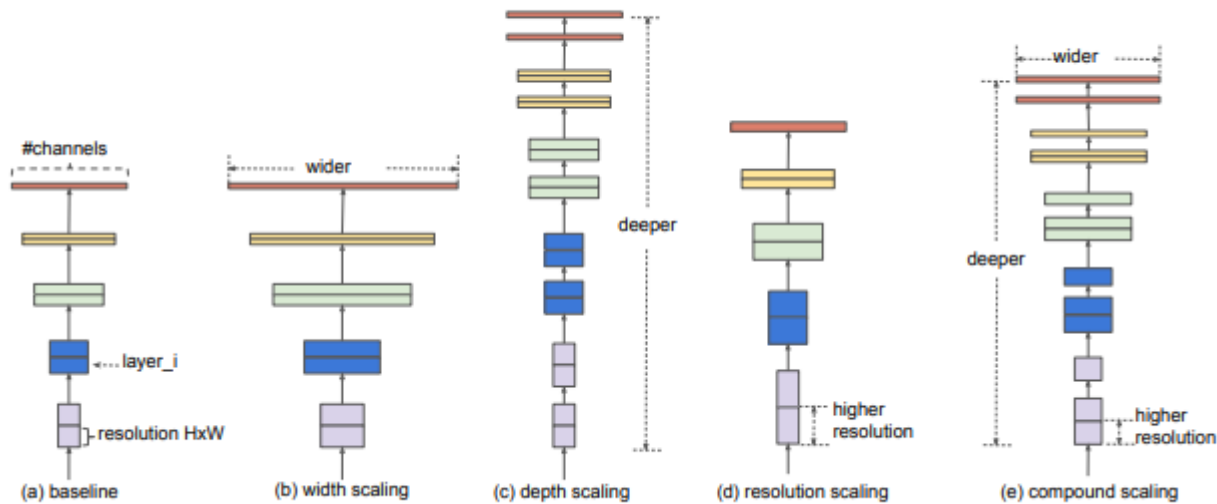 #channels
layer_i
resolution HxW
(a) baseline
wider
(b) width scaling
deeper
(c) depth scaling
higher
resolution
(d) resolution scaling
wider
deeper
higher
resolution
(e) compound scaling